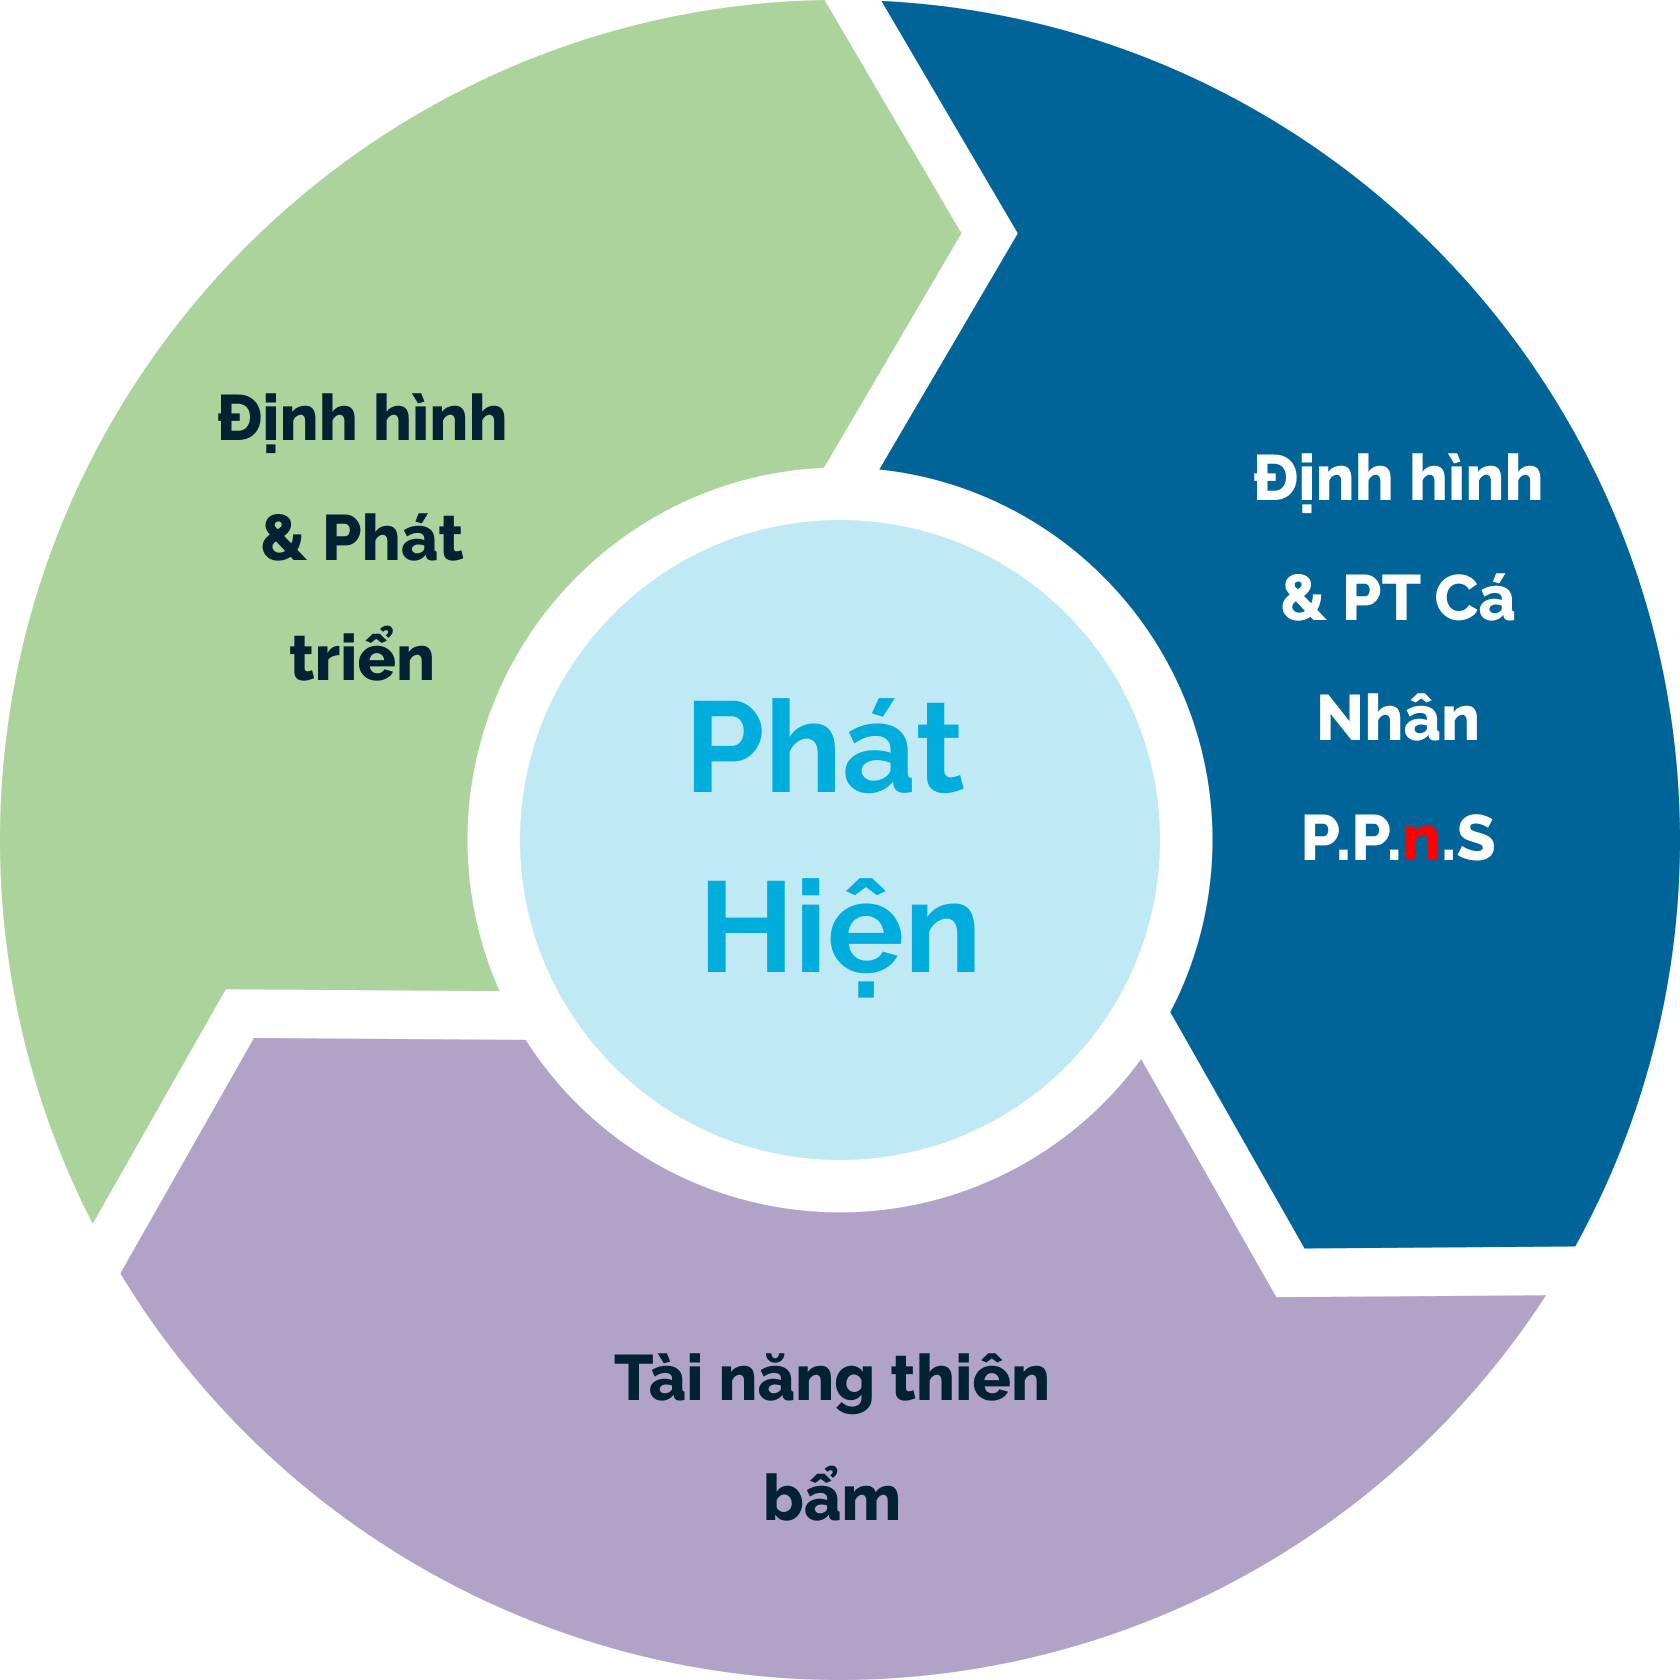 Định hình
& Phát
triển
Định hình
& PT Cá
Nhân
P.P.n.S
Phát
Hiện
Tài năng thiên
bẩm